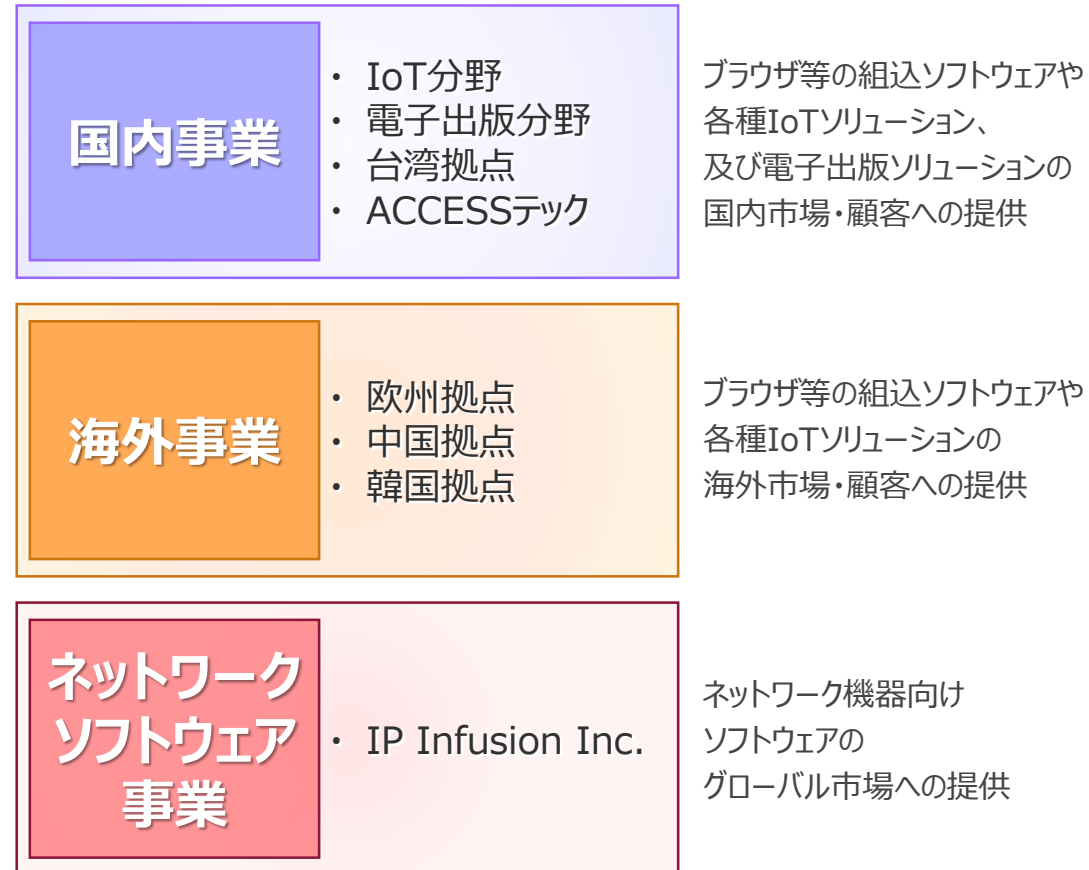 国内事業
・ IoT分野
・ 電子出版分野
・ 台湾拠点
・ ACCESSテック
ブラウザ等の組込ソフトウェアや
各種IoTソリューション、
及び電子出版ソリューションの
国内市場・顧客への提供
海外事業
・ 欧州拠点
・ 中国拠点
・ 韓国拠点
ブラウザ等の組込ソフトウェアや
各種IoTソリューションの
海外市場・顧客への提供
ネットワーク
ソフトウェア
事業
・ IP Infusion Inc.
ネットワーク機器向け
ソフトウェアの
グローバル市場への提供